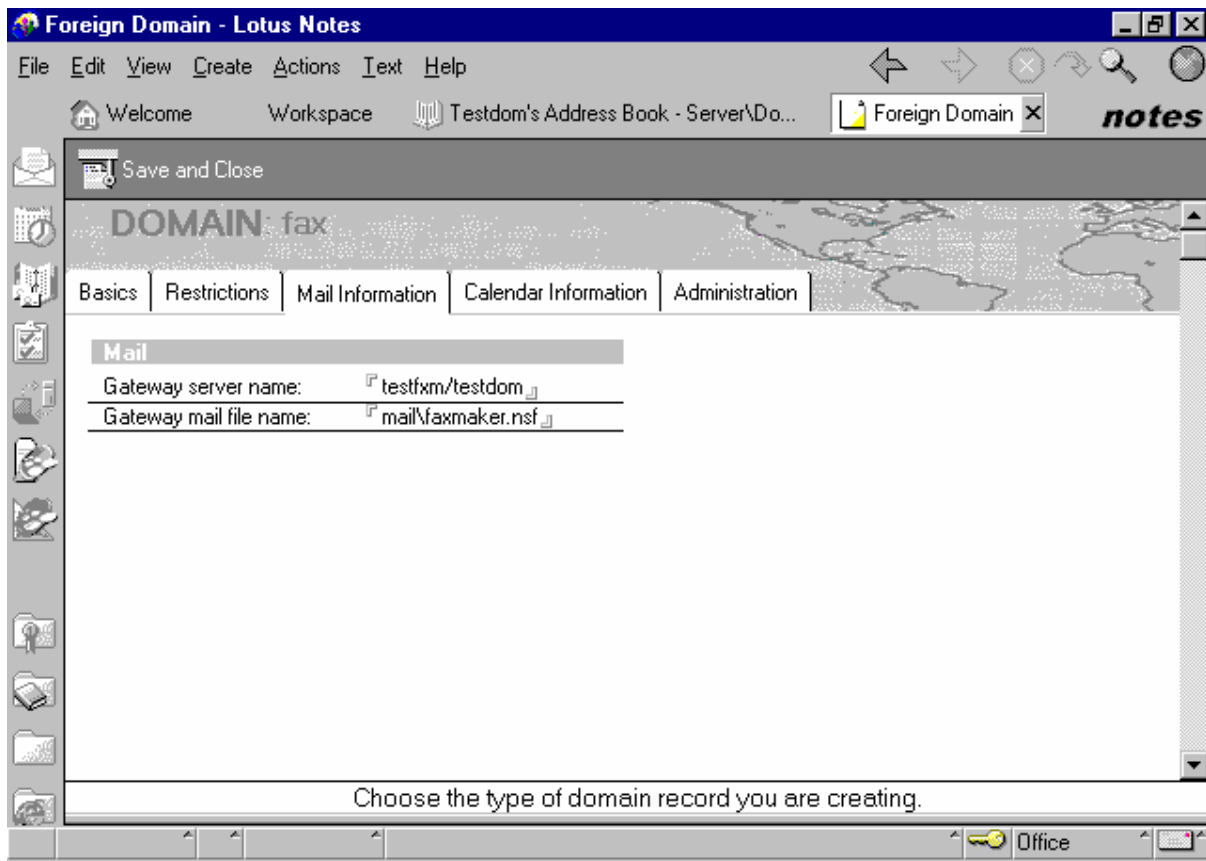 Foreign Domain - Lotus Notes
File Edit View Create Actions Text Help
Welcome Workspace Testdom's Address Book - Server\Do... Foreign Domain notes
Save and Close
DOMAIN: fax
Basics Restrictions Mail Information Calendar Information Administration
Mail
Gateway server name: testfxm/testdom
Gateway mail file name: mail\faxmaker.nsf
Choose the type of domain record you are creating.
Office